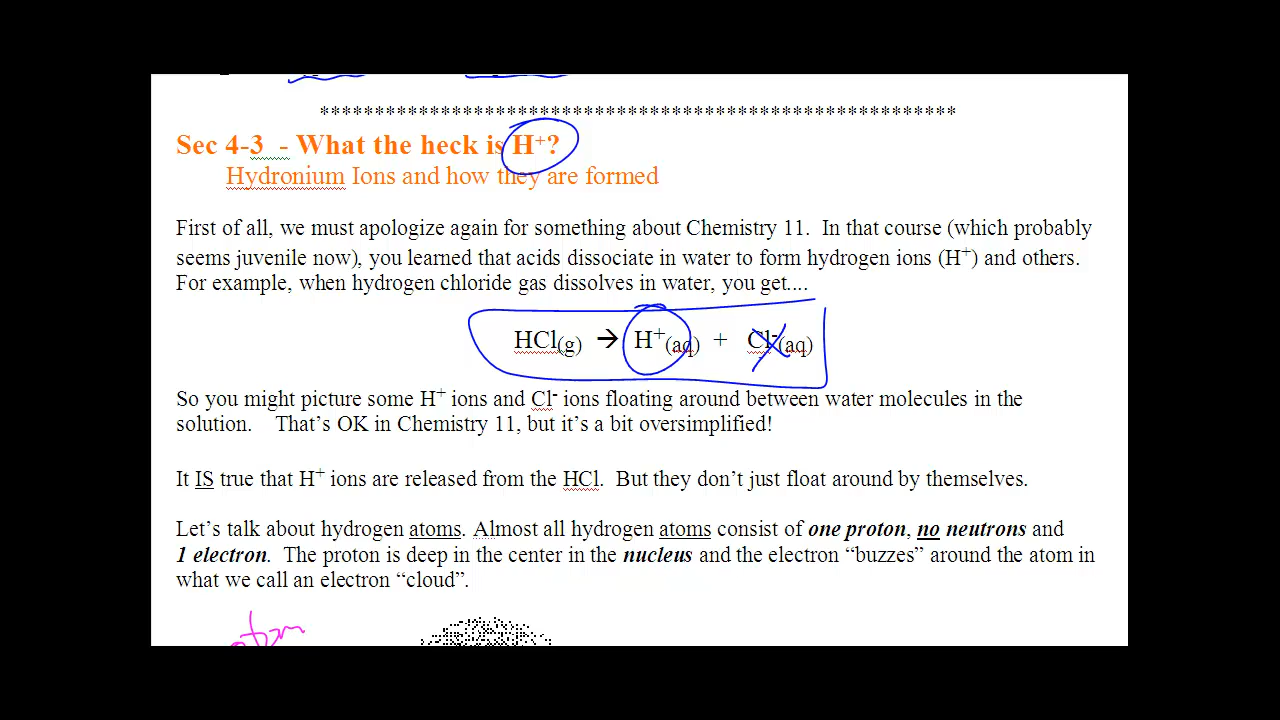 **********************************************************
Sec 4-3 - What the heck is H⁺?
Hydronium Ions and how they are formed
First of all, we must apologize again for something about Chemistry 11. In that course (which probably
seems juvenile now), you learned that acids dissociate in water to form hydrogen ions (H⁺) and others.
For example, when hydrogen chloride gas dissolves in water, you get....
HCl(g) → H⁺(aq) + Cl⁻(aq)
So you might picture some H⁺ ions and Cl⁻ ions floating around between water molecules in the
solution. That's OK in Chemistry 11, but it's a bit oversimplified!
It IS true that H⁺ ions are released from the HCl. But they don't just float around by themselves.
Let's talk about hydrogen atoms. Almost all hydrogen atoms consist of one proton, no neutrons and
1 electron. The proton is deep in the center in the nucleus and the electron “buzzes” around the atom in
what we call an electron “cloud”.
atom